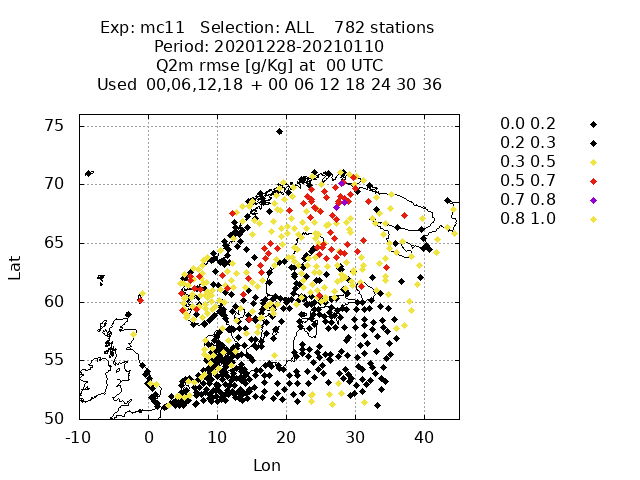 Exp: mc11 Selection: ALL 782 stations
Period: 20201228-20210110
Q2m rmse [g/Kg] at 00 UTC
Used 00,06,12,18 + 00 06 12 18 24 30 36
0.0 0.2
0.2 0.3
0.3 0.5
0.5 0.7
0.7 0.8
0.8 1.0
75
70
65
60
55
50
Lat
-10 0 10 20 30 40
Lon